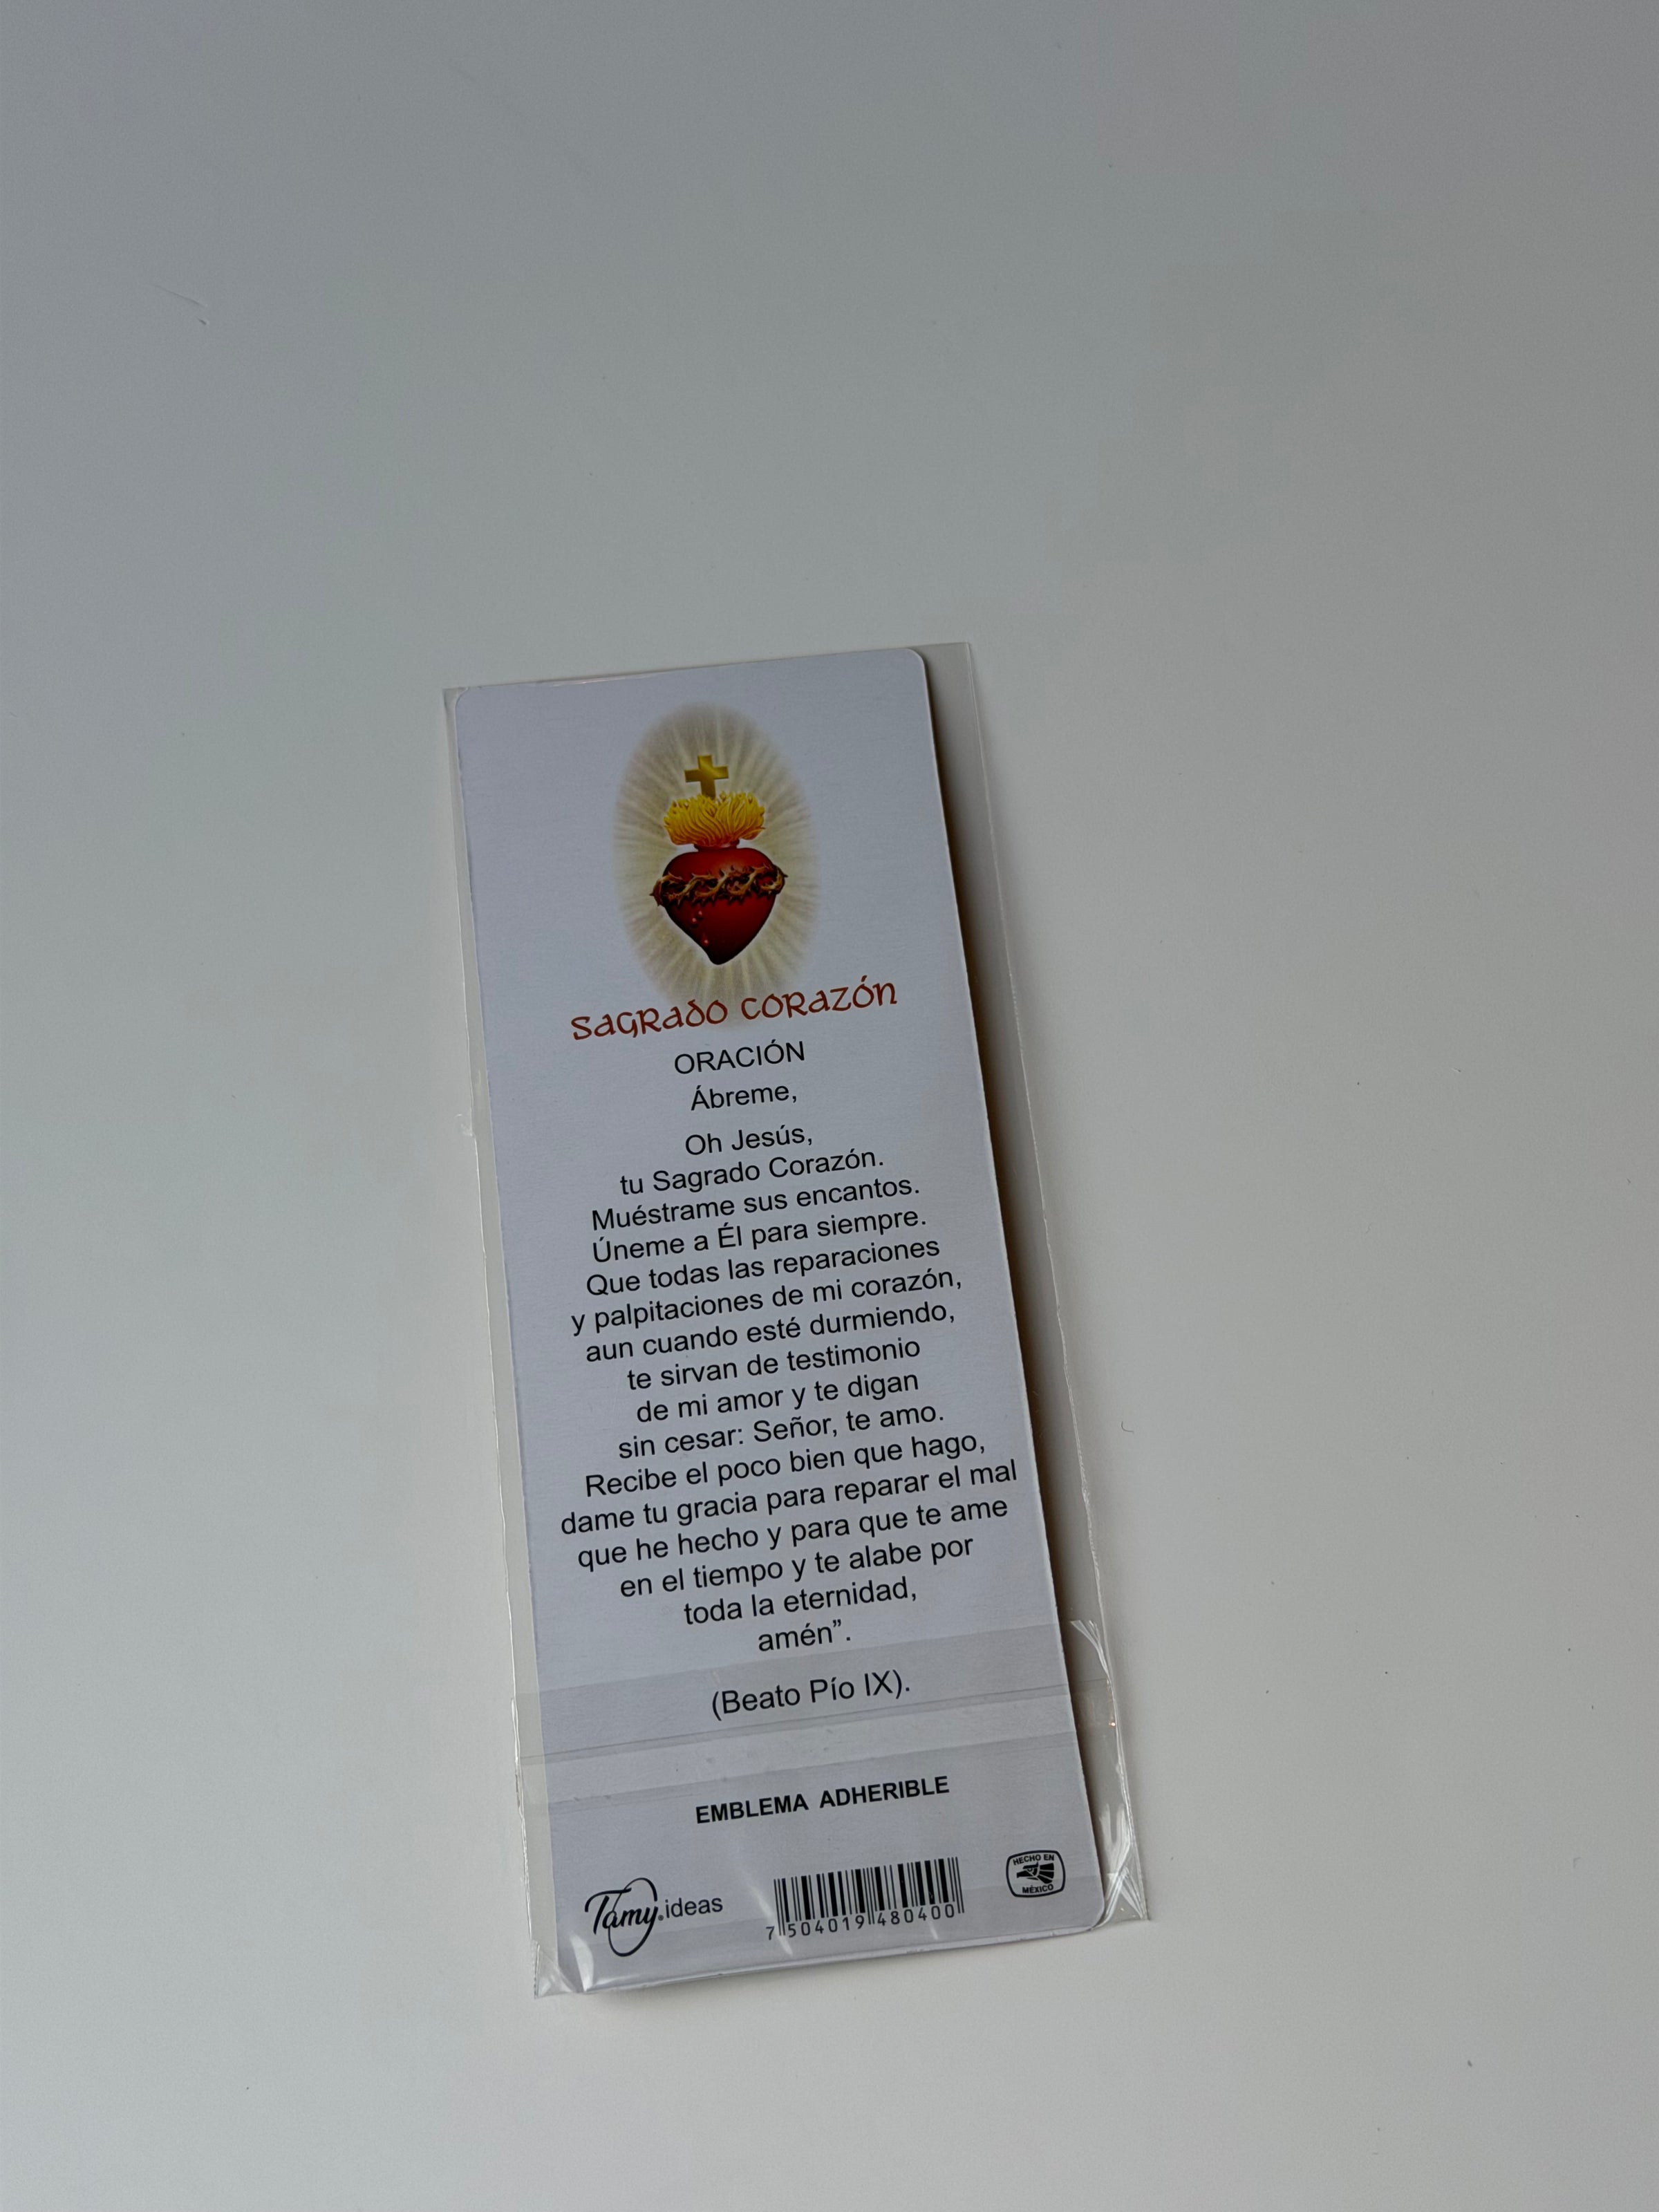 SAGRADO CORAZÓN
ORACIÓN
Ábreme,
Oh Jesús,
tu Sagrado Corazón.
Muéstrame sus encantos.
Úneme a Él para siempre.
Que todas las reparaciones
y palpitaciones de mi corazón,
aun cuando esté durmiendo,
te sirvan de testimonio
de mi amor y te digan
sin cesar: Señor, te amo.
Recibe el poco bien que hago,
dame tu gracia para reparar el mal
que he hecho y para que te ame
en el tiempo y te alabe por
toda la eternidad,
amén”.
(Beato Pío IX).
EMBLEMA ADHERIBLE
Tamy.ideas
7504019480400
HECHO EN
MÉXICO